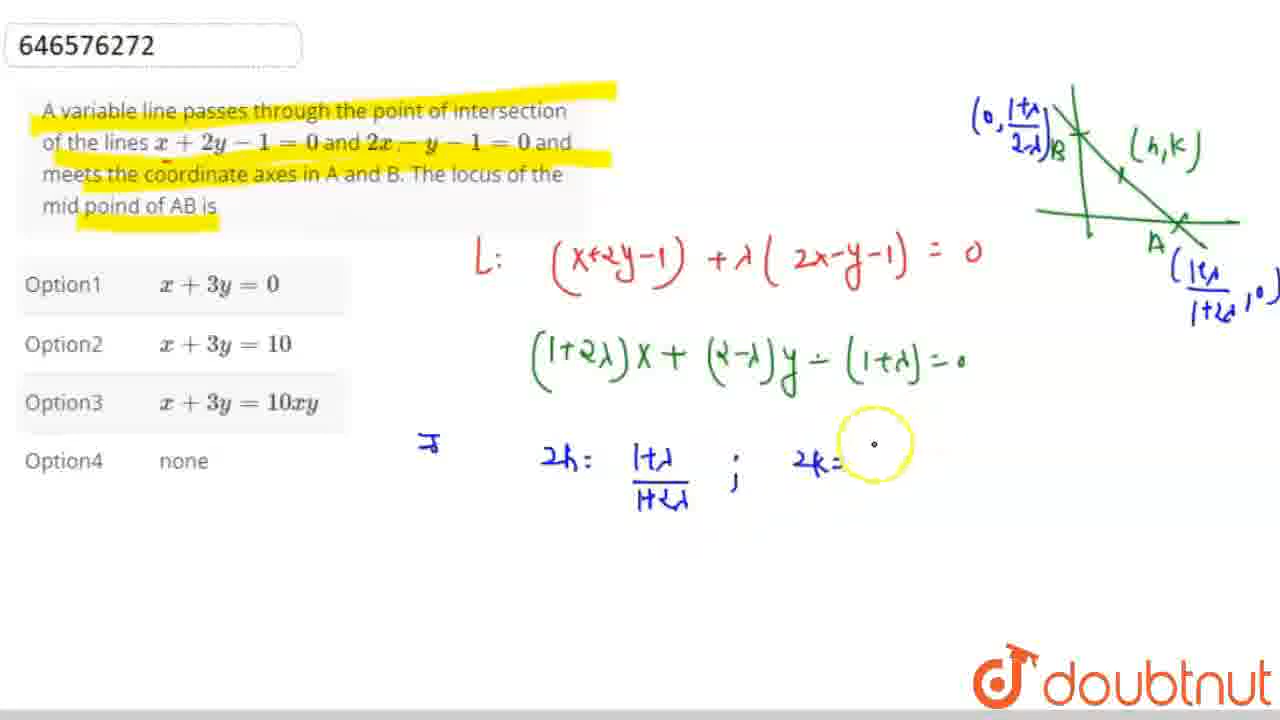 646576272
A variable line passes through the point of intersection
of the lines x + 2y − 1 = 0 and 2x − y − 1 = 0 and
meets the coordinate axes in A and B. The locus of the
mid poind of AB is
Option1 x + 3y = 0
Option2 x + 3y = 10
Option3 x + 3y = 10xy
Option4 none
(0, (1+λ)/(2-λ))
B
(h, k)
A
((1+λ)/(1+2λ), 0)
L: (x+2y-1) + λ(2x-y-1) = 0
(1+2λ)x + (2-λ)y - (1+λ) = 0
2h = (1+λ)/(1+2λ) ; 2k =
doubtnut